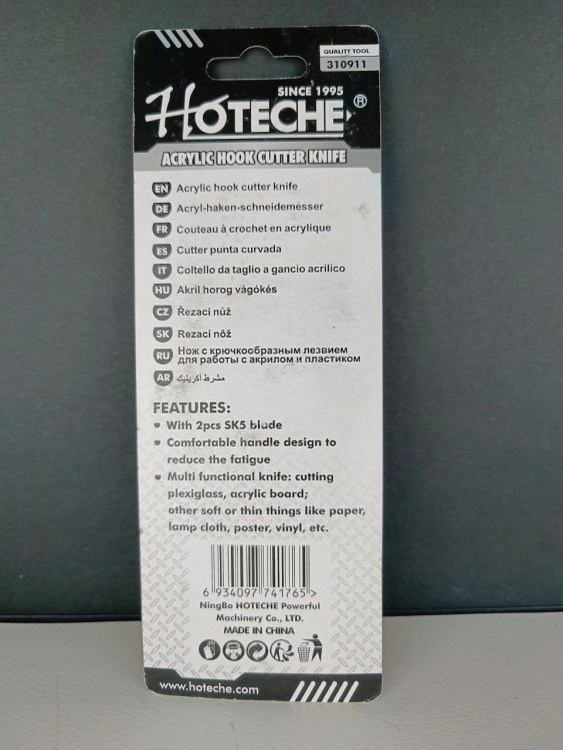 QUALITY TOOL
310911
SINCE 1995
HOTECHE®
ACRYLIC HOOK CUTTER KNIFE
EN Acrylic hook cutter knife
DE Acryl-haken-schneidemesser
FR Couteau à crochet en acrylique
ES Cutter punta curvada
IT Coltello da taglio a gancio acrilico
HU Akril horog vágókés
CZ Řezací nůž
SK Rezací nôž
RU Нож с крючкообразным лезвием
для работы с акрилом и пластиком
AR مشرط اكريليك
FEATURES:
• With 2pcs SK5 blade
• Comfortable handle design to
reduce the fatigue
• Multi functional knife: cutting
plexiglass, acrylic board;
other soft or thin things like paper,
lamp cloth, poster, vinyl, etc.
6 934097 741765 >
NingBo HOTECHE Powerful
Machinery Co., LTD.
MADE IN CHINA
www.hoteche.com